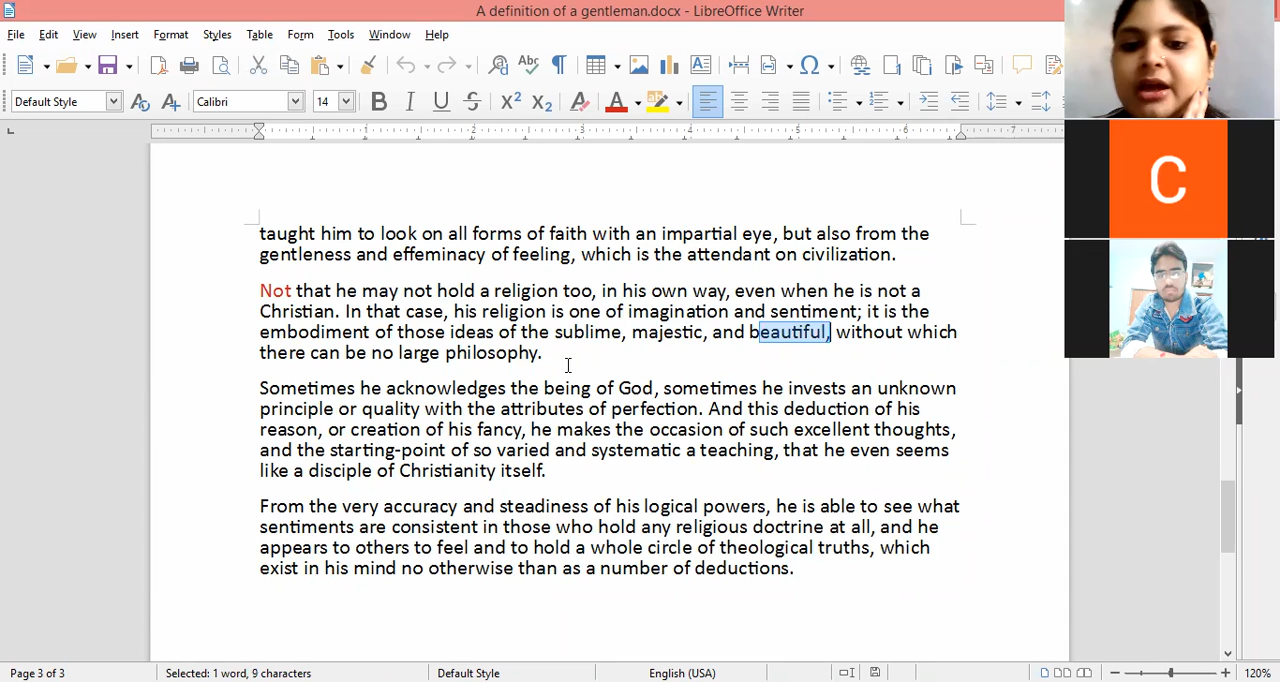 A definition of a gentleman.docx - LibreOffice Writer
File Edit View Insert Format Styles Table Form Tools Window Help
Default Style Calibri 14
1 2 3 4 5 6 7
taught him to look on all forms of faith with an impartial eye, but also from the
gentleness and effeminacy of feeling, which is the attendant on civilization.
Not that he may not hold a religion too, in his own way, even when he is not a
Christian. In that case, his religion is one of imagination and sentiment; it is the
embodiment of those ideas of the sublime, majestic, and beautiful, without which
there can be no large philosophy.
Sometimes he acknowledges the being of God, sometimes he invests an unknown
principle or quality with the attributes of perfection. And this deduction of his
reason, or creation of his fancy, he makes the occasion of such excellent thoughts,
and the starting-point of so varied and systematic a teaching, that he even seems
like a disciple of Christianity itself.
From the very accuracy and steadiness of his logical powers, he is able to see what
sentiments are consistent in those who hold any religious doctrine at all, and he
appears to others to feel and to hold a whole circle of theological truths, which
exist in his mind no otherwise than as a number of deductions.
C
Page 3 of 3 Selected: 1 word, 9 characters Default Style English (USA) 120%